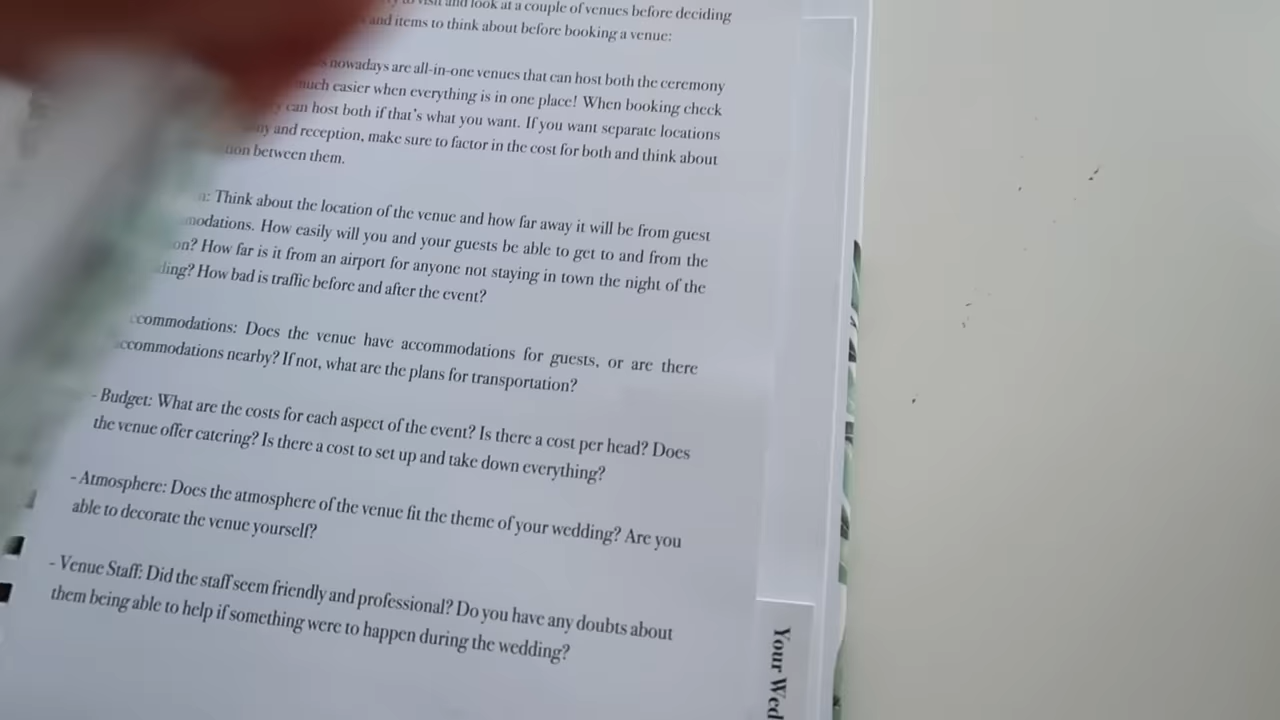 to visit and look at a couple of venues before deciding
and items to think about before booking a venue:
nowadays are all-in-one venues that can host both the ceremony
much easier when everything is in one place! When booking check
can host both if that's what you want. If you want separate locations
and reception, make sure to factor in the cost for both and think about
between them.
Think about the location of the venue and how far away it will be from guest
How easily will you and your guests be able to get to and from the
How far is it from an airport for anyone not staying in town the night of the
How bad is traffic before and after the event?
ccommodations: Does the venue have accommodations for guests, or are there
accommodations nearby? If not, what are the plans for transportation?
- Budget: What are the costs for each aspect of the event? Is there a cost per head? Does
the venue offer catering? Is there a cost to set up and take down everything?
- Atmosphere: Does the atmosphere of the venue fit the theme of your wedding? Are you
able to decorate the venue yourself?
- Venue Staff: Did the staff seem friendly and professional? Do you have any doubts about
them being able to help if something were to happen during the wedding?
Your Wed